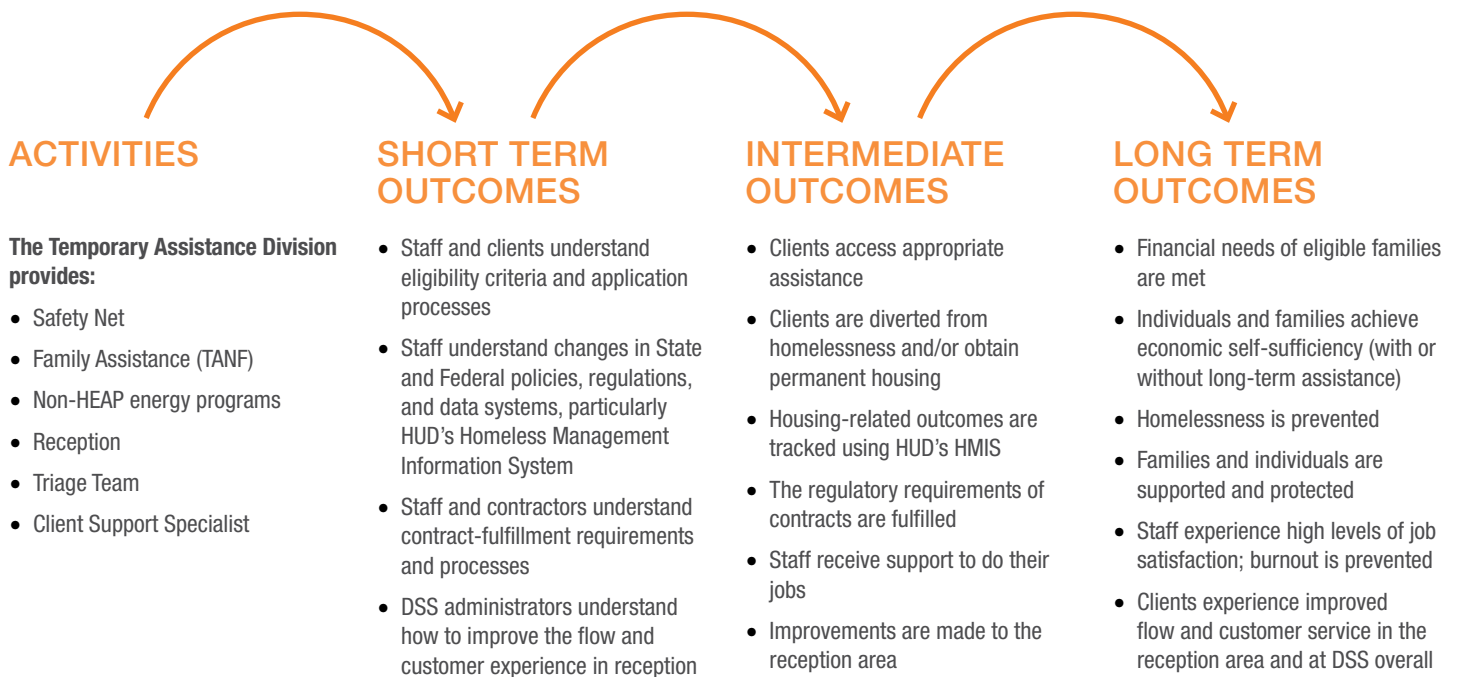 ACTIVITIES
The Temporary Assistance Division
provides:
• Safety Net
• Family Assistance (TANF)
• Non-HEAP energy programs
• Reception
• Triage Team
• Client Support Specialist
SHORT TERM
OUTCOMES
• Staff and clients understand
eligibility criteria and application
processes
• Staff understand changes in State
and Federal policies, regulations,
and data systems, particularly
HUD's Homeless Management
Information System
• Staff and contractors understand
contract-fulfillment requirements
and processes
• DSS administrators understand
how to improve the flow and
customer experience in reception
INTERMEDIATE
OUTCOMES
• Clients access appropriate
assistance
• Clients are diverted from
homelessness and/or obtain
permanent housing
• Housing-related outcomes are
tracked using HUD's HMIS
• The regulatory requirements of
contracts are fulfilled
• Staff receive support to do their
jobs
• Improvements are made to the
reception area
LONG TERM
OUTCOMES
• Financial needs of eligible families
are met
• Individuals and families achieve
economic self-sufficiency (with or
without long-term assistance)
• Homelessness is prevented
• Families and individuals are
supported and protected
• Staff experience high levels of job
satisfaction; burnout is prevented
• Clients experience improved
flow and customer service in the
reception area and at DSS overall